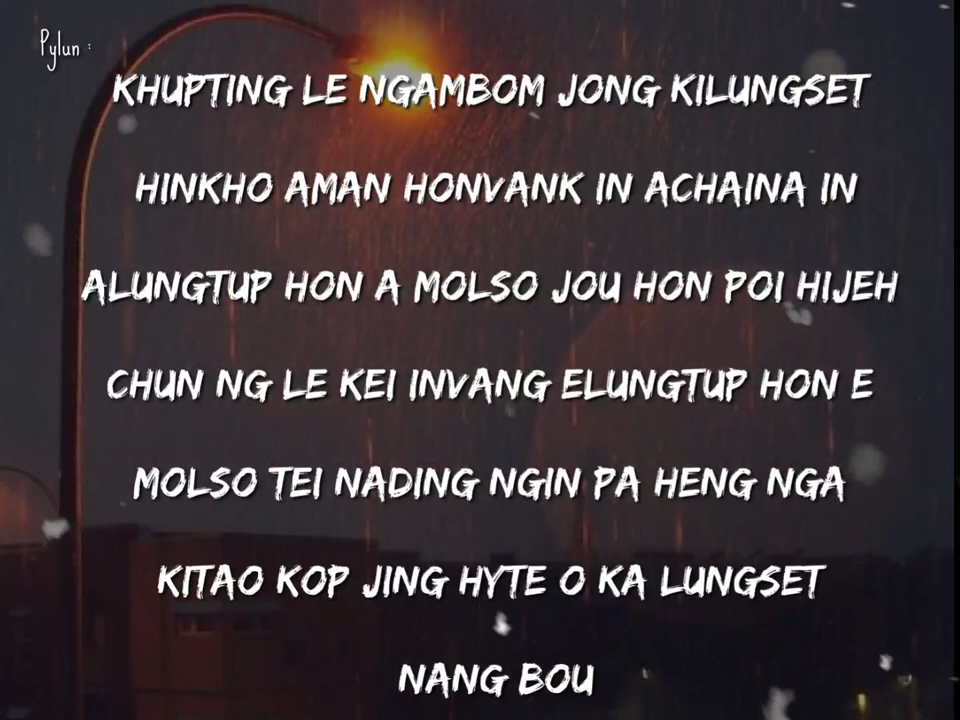 Pylun :
KHUPTING LE NGAMBOM JONG KILUNGSET
HINKHO AMAN HONVANK IN ACHAINA IN
ALUNGTUP HON A MOLSO JOU HON POI HIJEH
CHUN NG LE KEI INVANG ELUNGTUP HON E
MOLSO TEI NADING NGIN PA HENG NGA
KITAO KOP JING HYTE O KA LUNGSET
NANG BOU